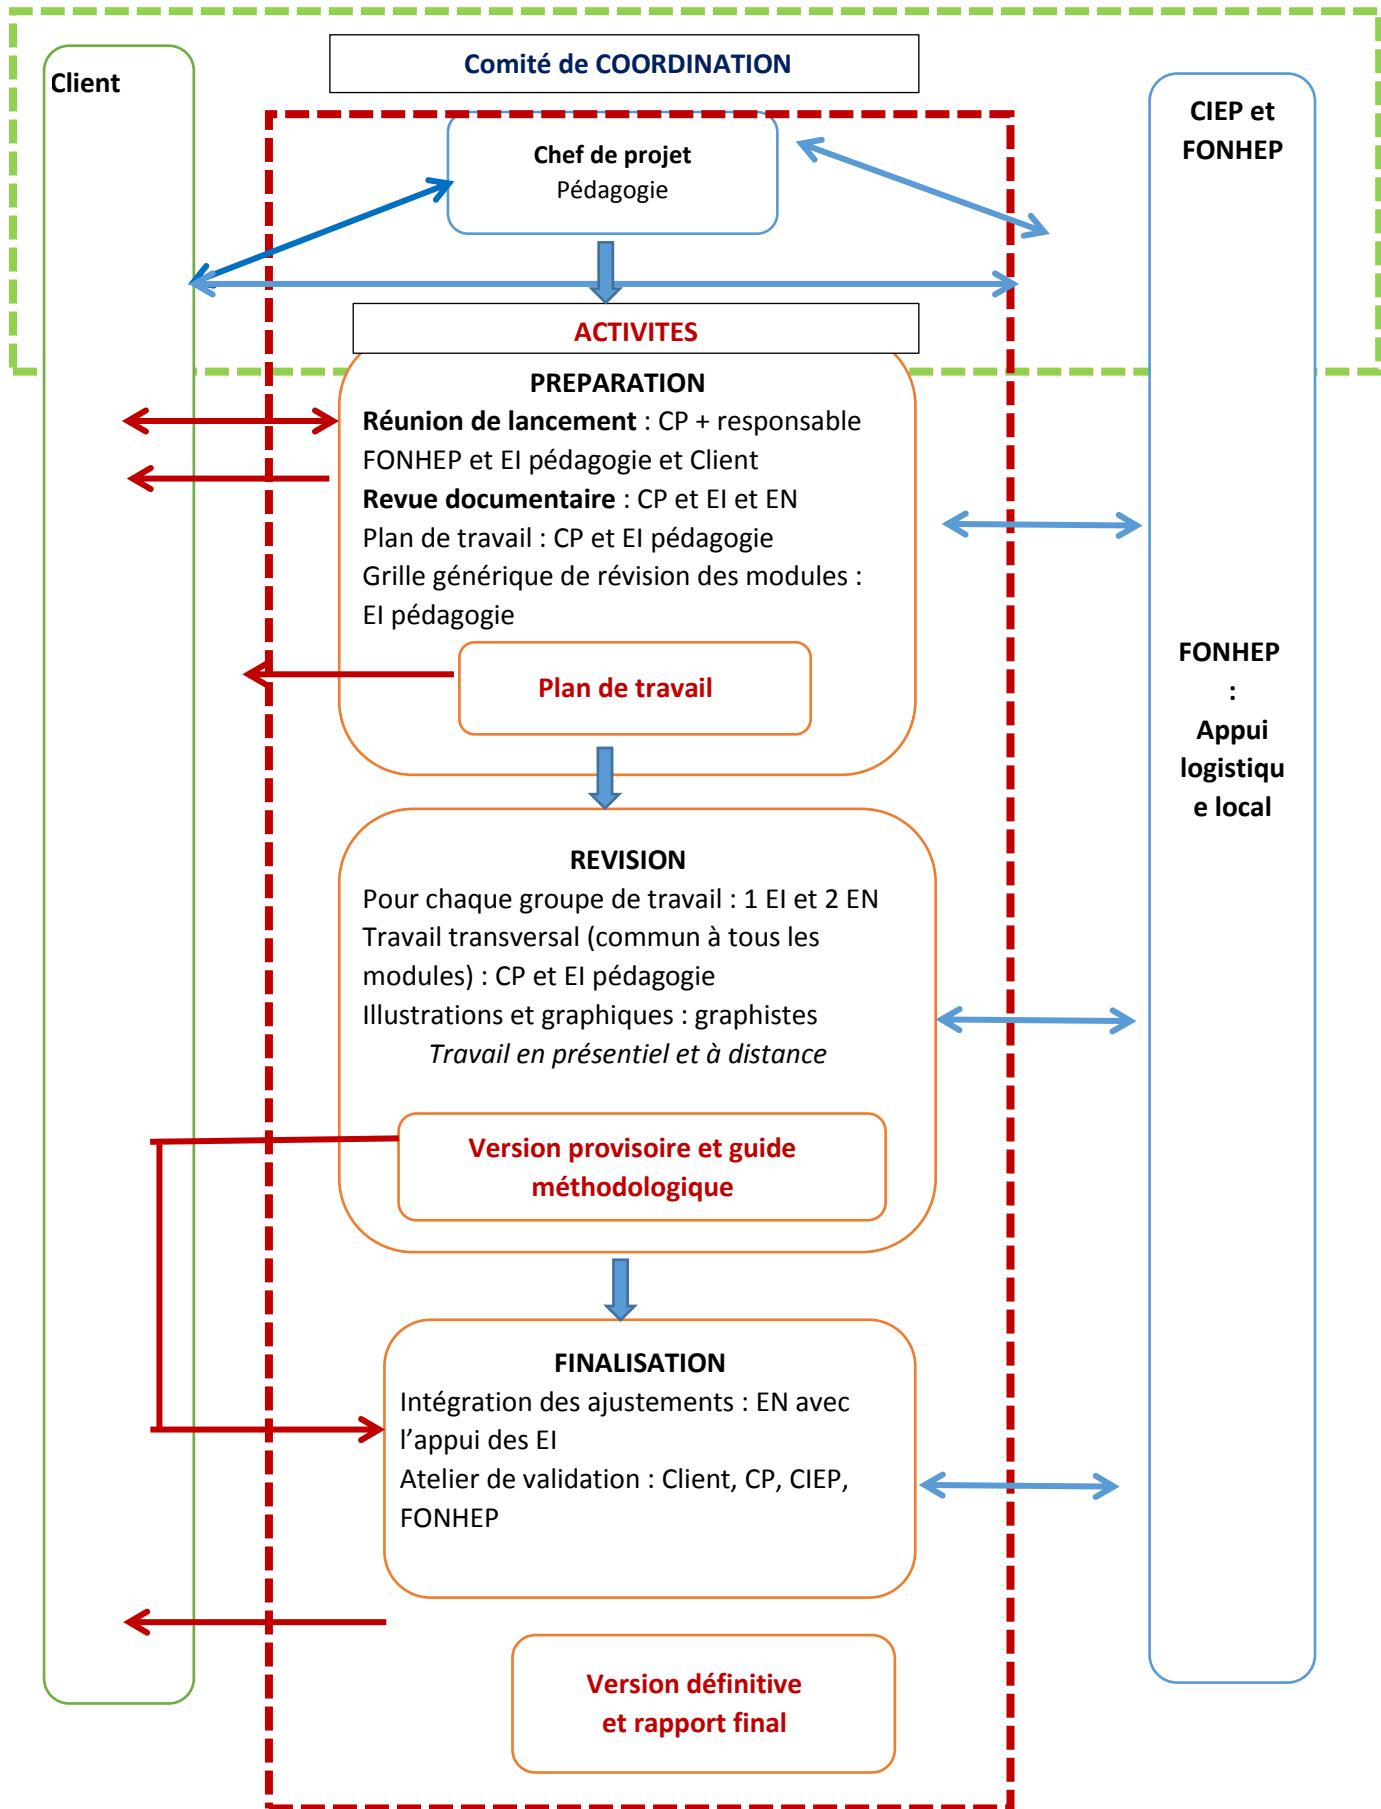 Client
Comité de COORDINATION
CIEP et
FONHEP
Chef de projet
Pédagogie
ACTIVITES
PREPARATION
Réunion de lancement : CP + responsable
FONHEP et EI pédagogie et Client
Revue documentaire : CP et EI et EN
Plan de travail : CP et EI pédagogie
Grille générique de révision des modules :
EI pédagogie
Plan de travail
FONHEP
:
Appui
logistiqu
e local
REVISION
Pour chaque groupe de travail : 1 EI et 2 EN
Travail transversal (commun à tous les
modules) : CP et EI pédagogie
Illustrations et graphiques : graphistes
Travail en présentiel et à distance
Version provisoire et guide
méthodologique
FINALISATION
Intégration des ajustements : EN avec
l’appui des EI
Atelier de validation : Client, CP, CIEP,
FONHEP
Version définitive
et rapport final